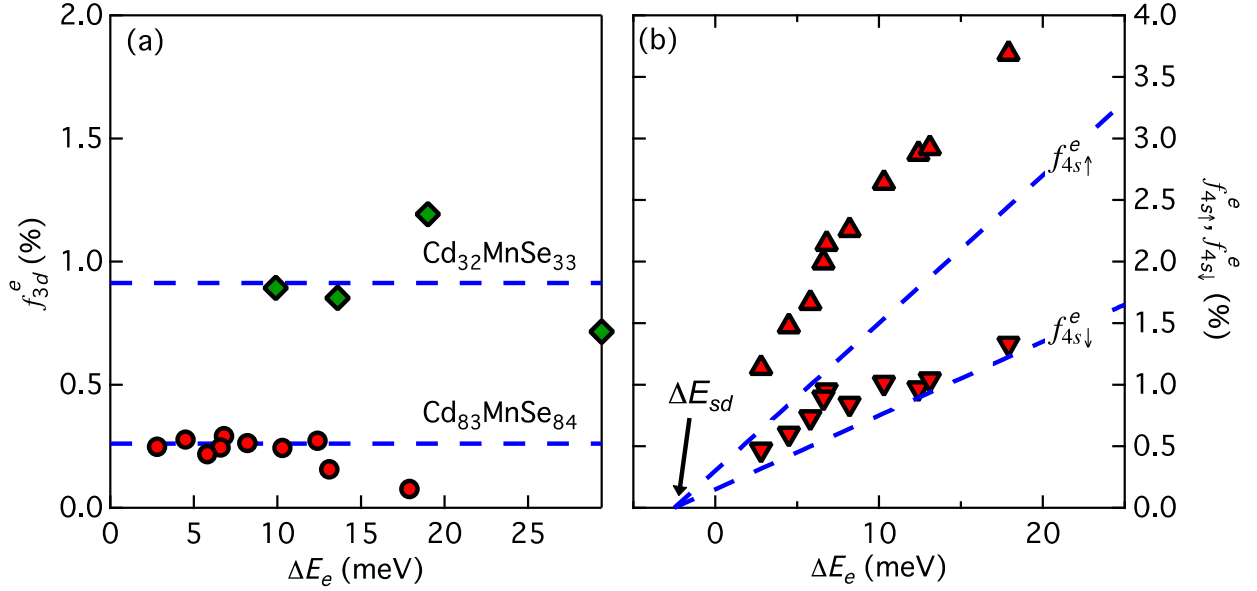 (a)
2.0
1.5
1.0
0.5
0.0
f^e_{3d} (%)
Cd₃₂MnSe₃₃
Cd₈₃MnSe₈₄
0 5 10 15 20 25
ΔE_e (meV)
(b)
4.0
3.5
3.0
2.5
2.0
1.5
1.0
0.5
0.0
f^e_{4s↑}
f^e_{4s↓}
ΔE_{sd}
f^e_{4s↑}, f^e_{4s↓} (%)
0 10 20
ΔE_e (meV)